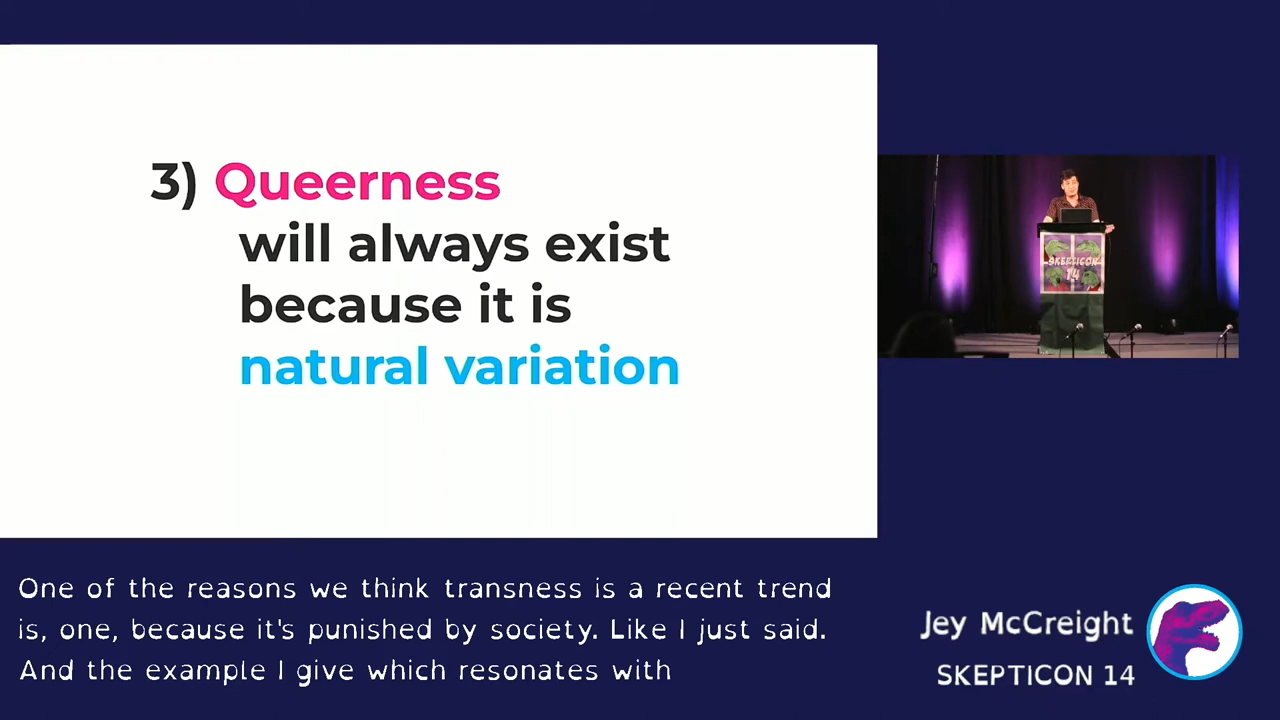 3) Queerness
will always exist
because it is
natural variation
SKEPTICON
14
One of the reasons we think transness is a recent trend
is, one, because it's punished by society. Like I just said.
And the example I give which resonates with
Jey McCreight
SKEPTICON 14